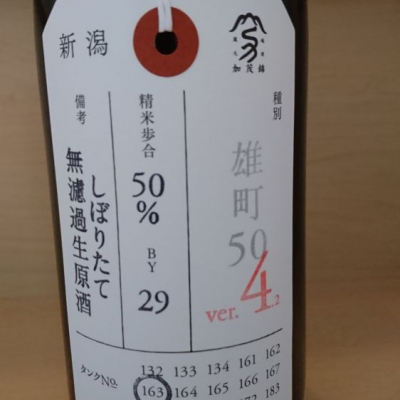 新潟
加茂錦
種別
雄町
50
ver. 4.2
精米歩合
50%
BY
29
備考
しぼりたて
無濾過生原酒
タンクNO.
132 133 134 161 162
163 164 165 166 167
183